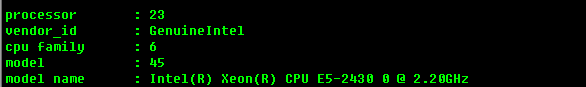 processor : 23
vendor_id : GenuineIntel
cpu family : 6
model : 45
model name : Intel(R) Xeon(R) CPU E5-2430 0 @ 2.20GHz